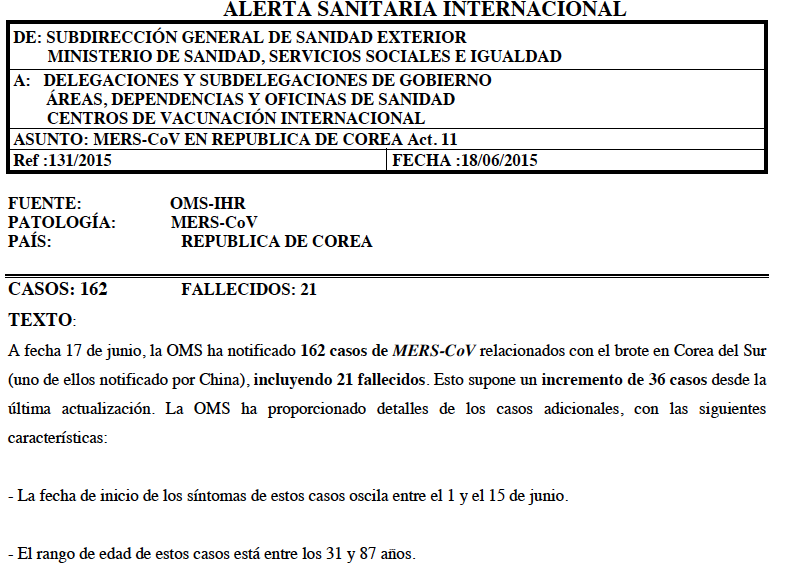 ALERTA SANITARIA INTERNACIONAL
DE: SUBDIRECCIÓN GENERAL DE SANIDAD EXTERIOR
MINISTERIO DE SANIDAD, SERVICIOS SOCIALES E IGUALDAD
A: DELEGACIONES Y SUBDELEGACIONES DE GOBIERNO
ÁREAS, DEPENDENCIAS Y OFICINAS DE SANIDAD
CENTROS DE VACUNACIÓN INTERNACIONAL
ASUNTO: MERS-CoV EN REPUBLICA DE COREA Act. 11
Ref :131/2015 FECHA :18/06/2015
FUENTE: OMS-IHR
PATOLOGÍA: MERS-CoV
PAÍS: REPUBLICA DE COREA
CASOS: 162 FALLECIDOS: 21
TEXTO:
A fecha 17 de junio, la OMS ha notificado 162 casos de MERS-CoV relacionados con el brote en Corea del Sur
(uno de ellos notificado por China), incluyendo 21 fallecidos. Esto supone un incremento de 36 casos desde la
última actualización. La OMS ha proporcionado detalles de los casos adicionales, con las siguientes
características:
- La fecha de inicio de los síntomas de estos casos oscila entre el 1 y el 15 de junio.
- El rango de edad de estos casos está entre los 31 y 87 años.